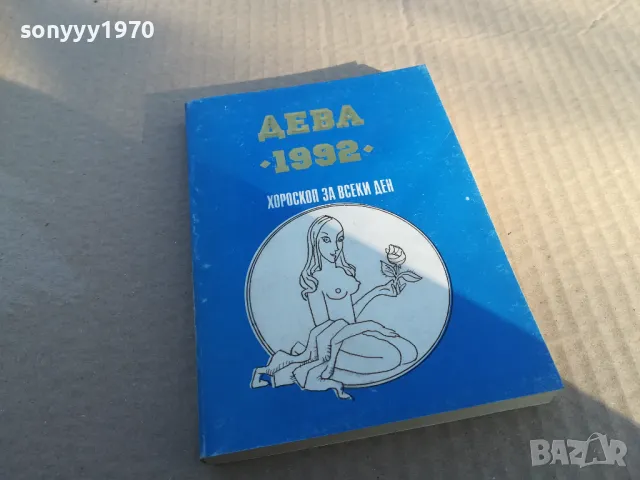 sonyyy1970
ДЕВА
·1992·
ХОРОСКОП ЗА ВСЕКИ ДЕН
BAZAR